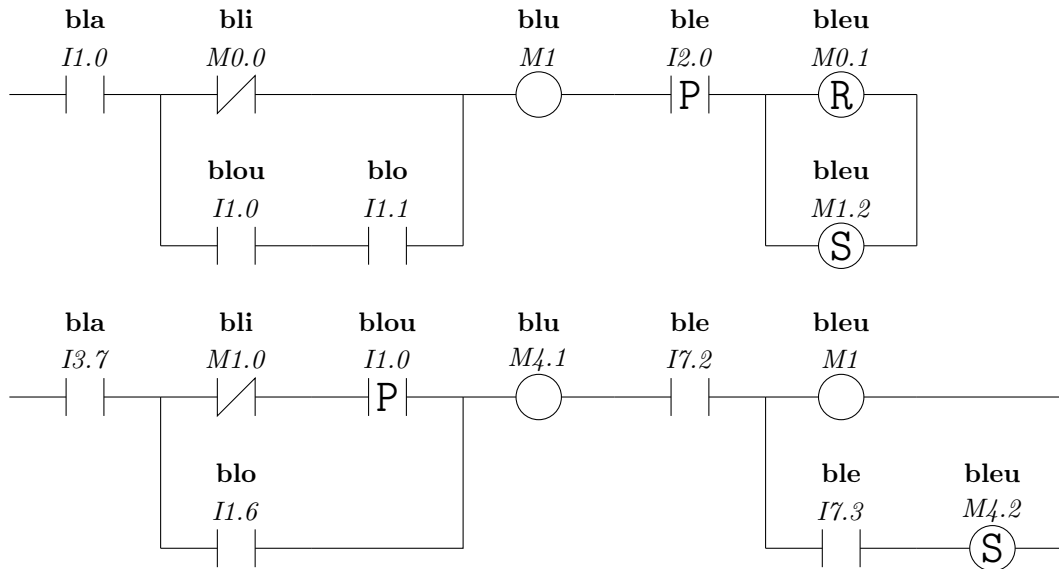 bla bli blu ble bleu
I1.0 M0.0 M1 I2.0 M0.1
P R
blou blo bleu
I1.0 I1.1 M1.2
S
bla bli blou blu ble bleu
I3.7 M1.0 I1.0 M4.1 I7.2 M1
P
blo ble bleu
I1.6 I7.3 M4.2
S